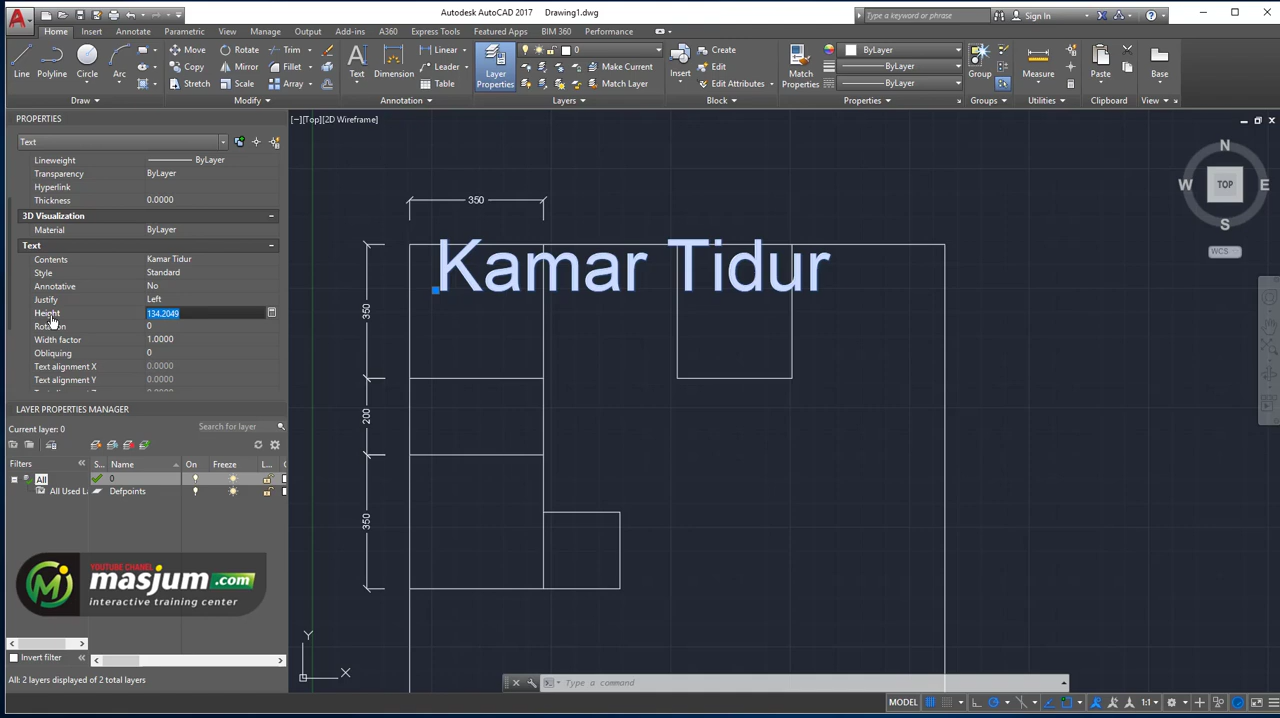 Autodesk AutoCAD 2017 Drawing1.dwg
Type a keyword or phrase
Sign In
Home Insert Annotate Parametric View Manage Output Add-ins A360 Express Tools Featured Apps BIM 360 Performance
Line Polyline Circle Arc
Move Rotate Trim
Copy Mirror Fillet
Stretch Scale Array
Text Dimension
Linear
Leader
Table
Layer Properties
0
Make Current
Match Layer
Insert
Create
Edit
Edit Attributes
Match Properties
ByLayer
ByLayer
ByLayer
Group
Measure
Paste
Base
Draw Modify Annotation Layers Block Properties Groups Utilities Clipboard View
PROPERTIES
Text
Lineweight ByLayer
Transparency ByLayer
Hyperlink
Thickness 0.0000
3D Visualization
Material ByLayer
Text
Contents Kamar Tidur
Style Standard
Annotative No
Justify Left
Height 134.2049
Rotation 0
Width factor 1.0000
Obliquing 0
Text alignment X 0.0000
Text alignment Y 0.0000
LAYER PROPERTIES MANAGER
Current layer: 0
Search for layer
Filters
S... Name On Freeze L... C
All
All Used La
0
Defpoints
YOUTUBE CHANEL
masjum.com
interactive training center
Invert filter
All: 2 layers displayed of 2 total layers
[−][Top][2D Wireframe]
350
Kamar Tidur
350
200
350
N
W TOP E
S
WCS
Y
X
Type a command
MODEL
1:1